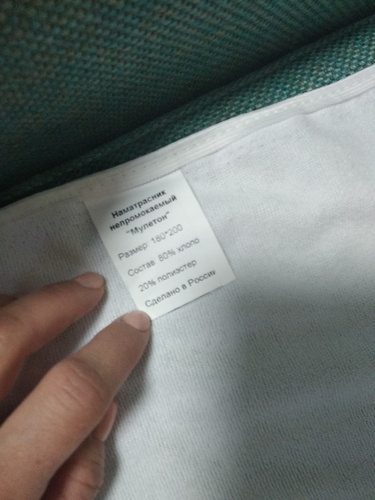 Наматрасник
непромокаемый
"Мулетон"
Размер: 180*200
Состав: 80% хлопо
20% полиэстер
Сделано в России